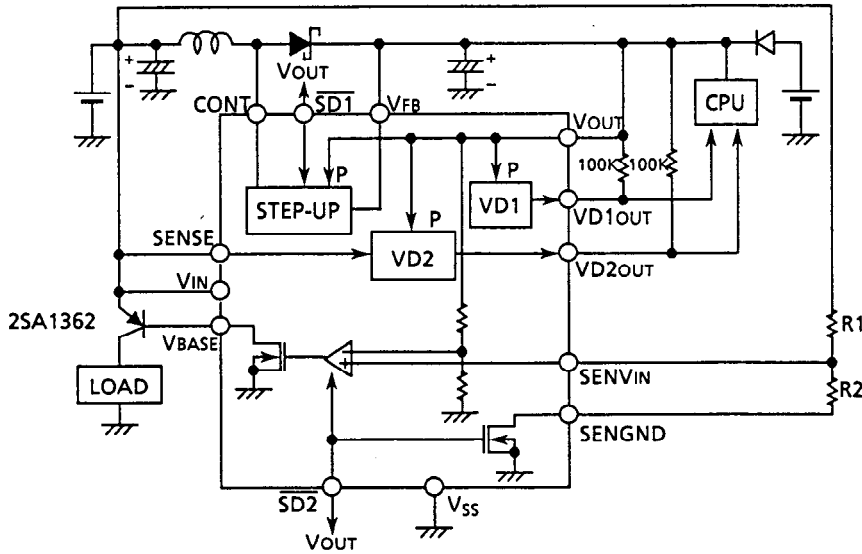 +
-
VOUT
+
-
CPU
CONT
SD1
VFB
VOUT
P
P
100K
100K
STEP-UP
VD1
VD1OUT
SENSE
P
VD2
VD2OUT
VIN
2SA1362
VBASE
R1
+
SENVIN
LOAD
R2
SENGND
SD2
VSS
VOUT